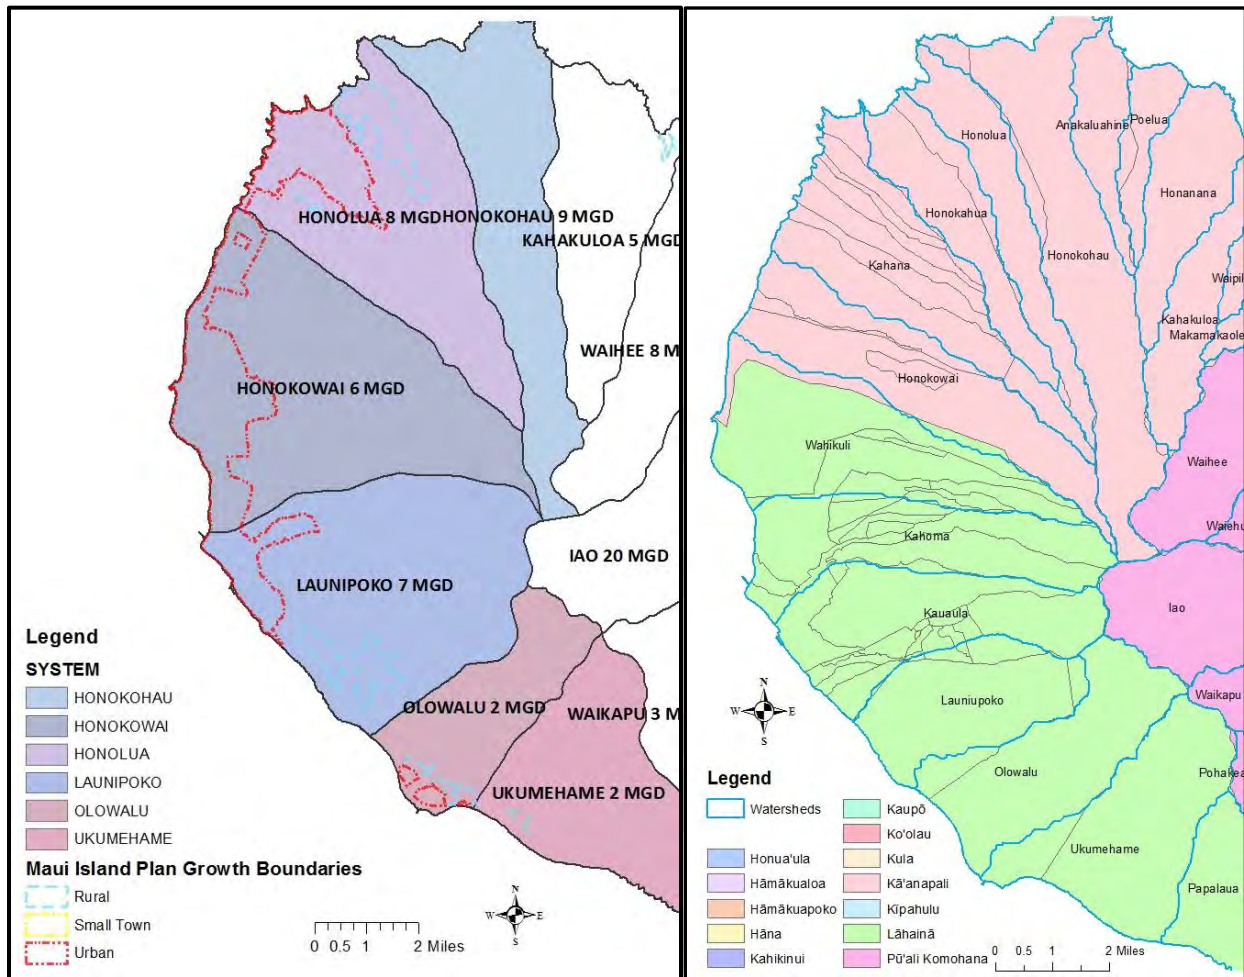 HONOLUA 8 MGD
HONOKOHAU 9 MGD
KAHAKULOA 5 MGD
WAIHEE 8 M
HONOKOWAI 6 MGD
IAO 20 MGD
LAUNIPOKO 7 MGD
OLOWALU 2 MGD
WAIKAPU 3 M
UKUMEHAME 2 MGD
Legend
SYSTEM
HONOKOHAU
HONOKOWAI
HONOLUA
LAUNIPOKO
OLOWALU
UKUMEHAME
Maui Island Plan Growth Boundaries
Rural
Small Town
Urban
N
W E
S
0 0.5 1 2 Miles
Honolua
Anakaluahine
Poelua
Honokahua
Honanana
Kahana
Honokohau
Waipil
Kahakuloa
Makamakaole
Honokowai
Wahikuli
Waihee
Waiehu
Kahoma
Iao
Kauaula
Launiupoko
Waikapu
Olowalu
Pohakea
Ukumehame
Papalaua
N
W E
S
Legend
Watersheds
Honua'ula
Hāmākualoa
Hāmākuapoko
Hāna
Kahikinui
Kaupō
Ko'olau
Kula
Kā'anapali
Kīpahulu
Lāhainā
Pū'ali Komohana
0 0.5 1 2 Miles